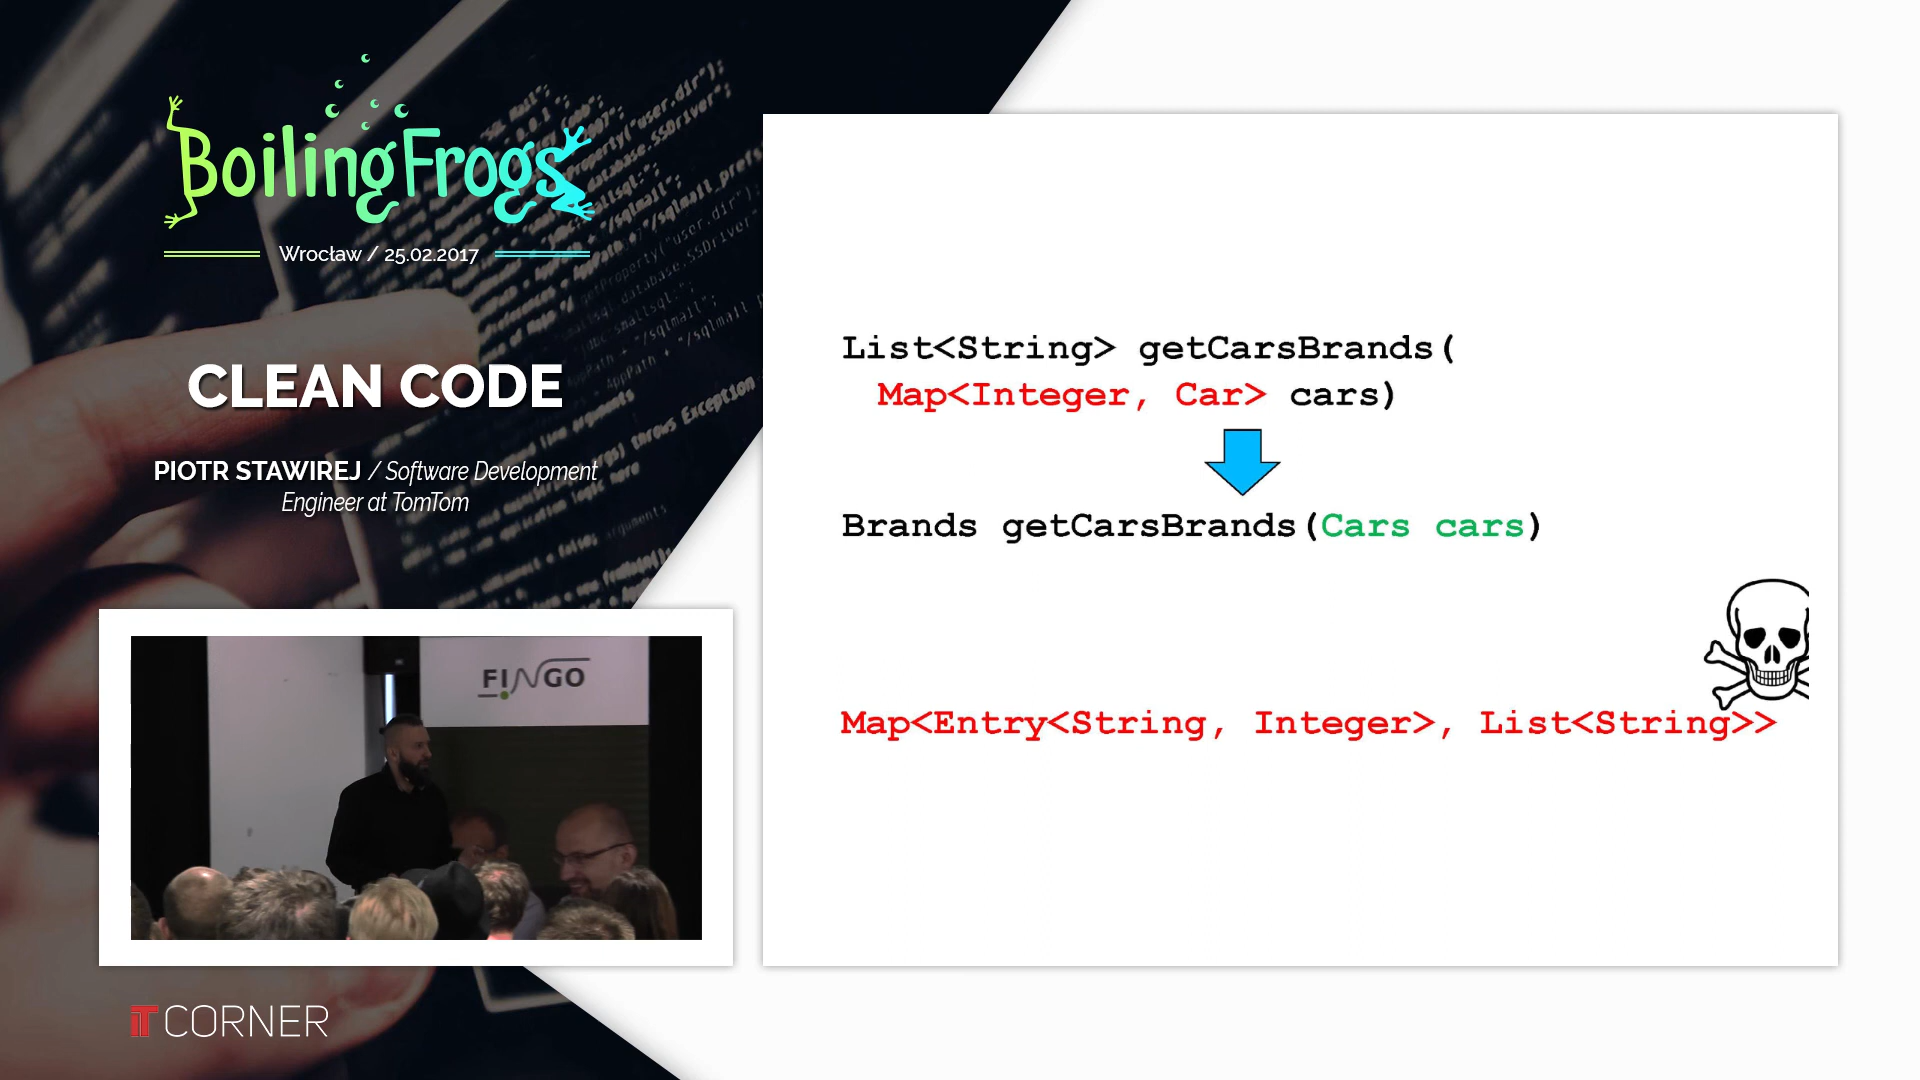 BoilingFrogs
Wrocław / 25.02.2017
CLEAN CODE
PIOTR STAWIREJ / Software Development
Engineer at TomTom
FINGO
IT CORNER
List<String> getCarsBrands(
Map<Integer, Car> cars)
Brands getCarsBrands(Cars cars)
Map<Entry<String, Integer>, List<String>>